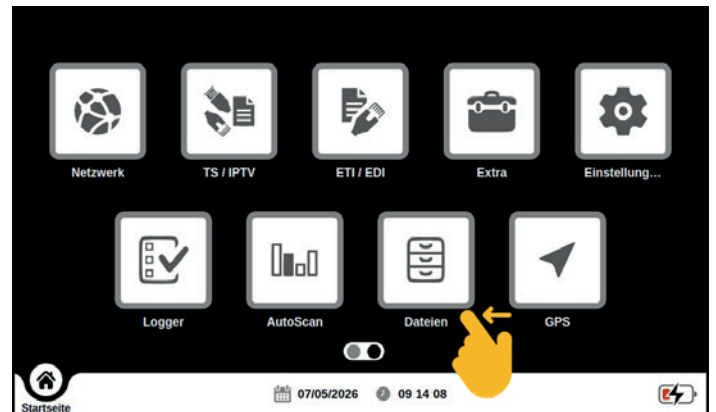 Netzwerk TS / IPTV ETI / EDI Extra Einstellung...
Logger AutoScan Dateien GPS
Startseite 07/05/2026 09 14 08